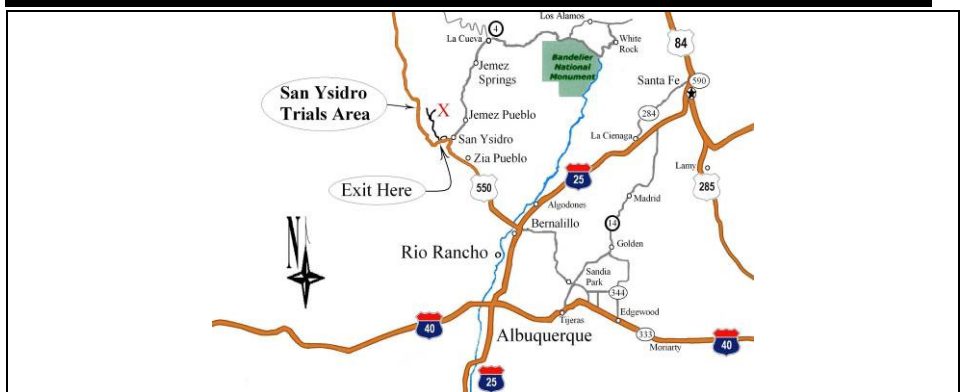 Los Alamos
4
La Cueva
White
Rock
84
Bandelier
National
Monument
Jemez
Springs
Santa Fe
590
San Ysidro
Trials Area
X
Jemez Pueblo
284
La Cienaga
San Ysidro
Zia Pueblo
Lamy
Exit Here
550
25
285
Algodones
Madrid
Bernalillo
14
N
Rio Rancho
Golden
Sandia
Park
344
Tijeras
Edgewood
40
Albuquerque
333
Moriarty
40
25